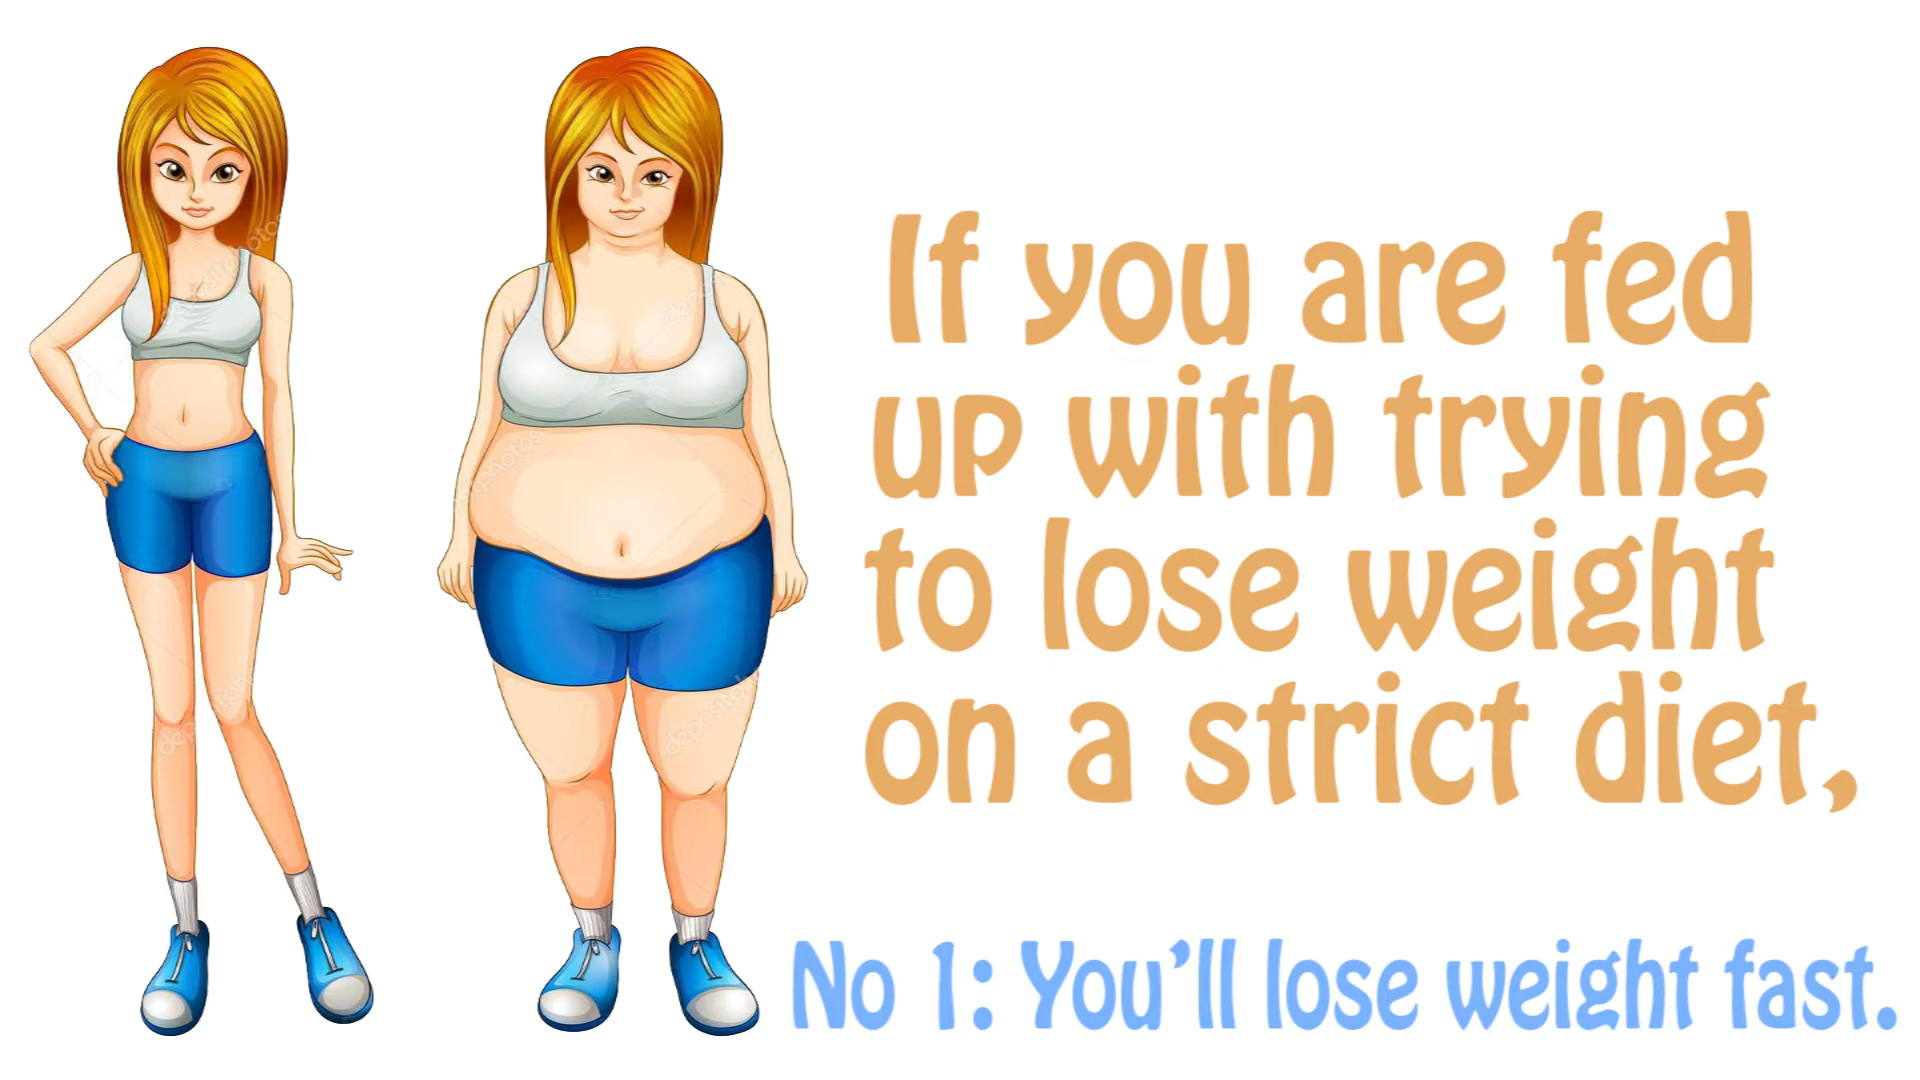 If you are fed
up with trying
to lose weight
on a strict diet,
No 1: You'll lose weight fast.